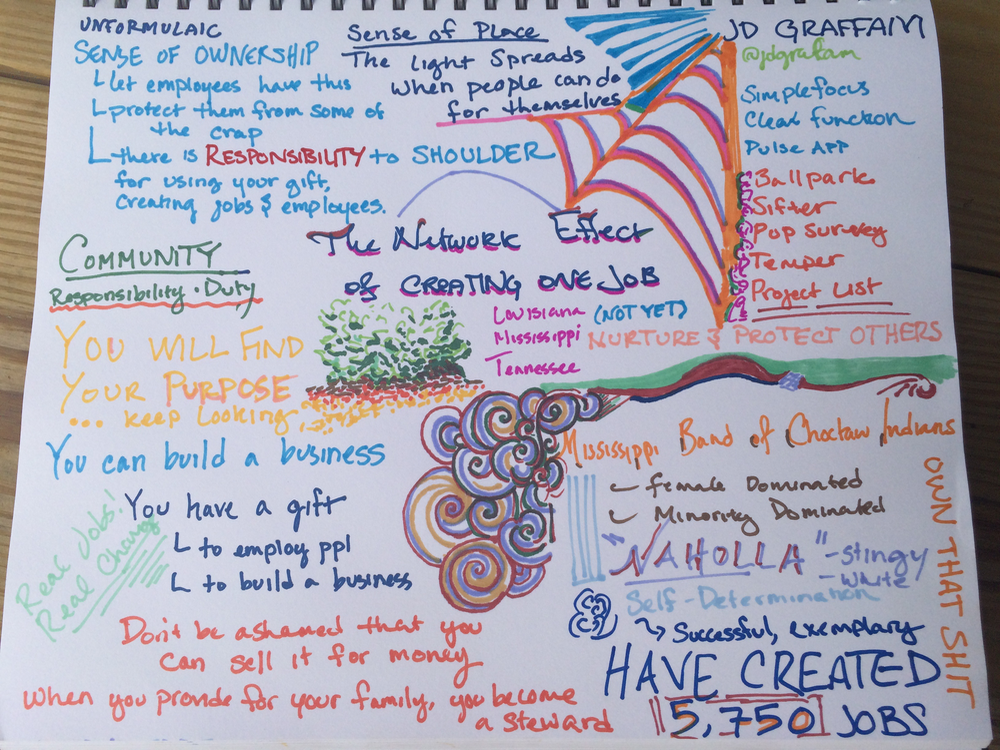 UNFORMULAIC
SENSE OF OWNERSHIP
let employees have this
protect them from some of
the crap
there is RESPONSIBILITY to SHOULDER
for using your gift,
creating jobs & employees.
Sense of Place
The light Spreads
when people can do
for themselves
JD GRAFFAM
@jdgraffam
Simplefocus
Clear function
Pulse APP
Ballpark
Sifter
Pop Survey
Temper
Project List
The Network Effect
of CREATING ONE JOB
Louisiana (NOT YET)
Mississippi
Tennessee
NURTURE & PROTECT OTHERS
COMMUNITY
Responsibility · Duty
YOU WILL FIND
YOUR PURPOSE
... keep looking
You can build a business
You have a gift
to employ ppl
to build a business
Real Jobs!
Real Change
Don't be ashamed that you
can sell it for money
when you provide for your family, you become
a steward
Mississippi Band of Choctaw Indians
female Dominated
Minority Dominated
"NAHOLLA" - stingy
- white
Self-Determination
Successful, exemplary
HAVE CREATED
5,750 JOBS
OWN THAT SHIT